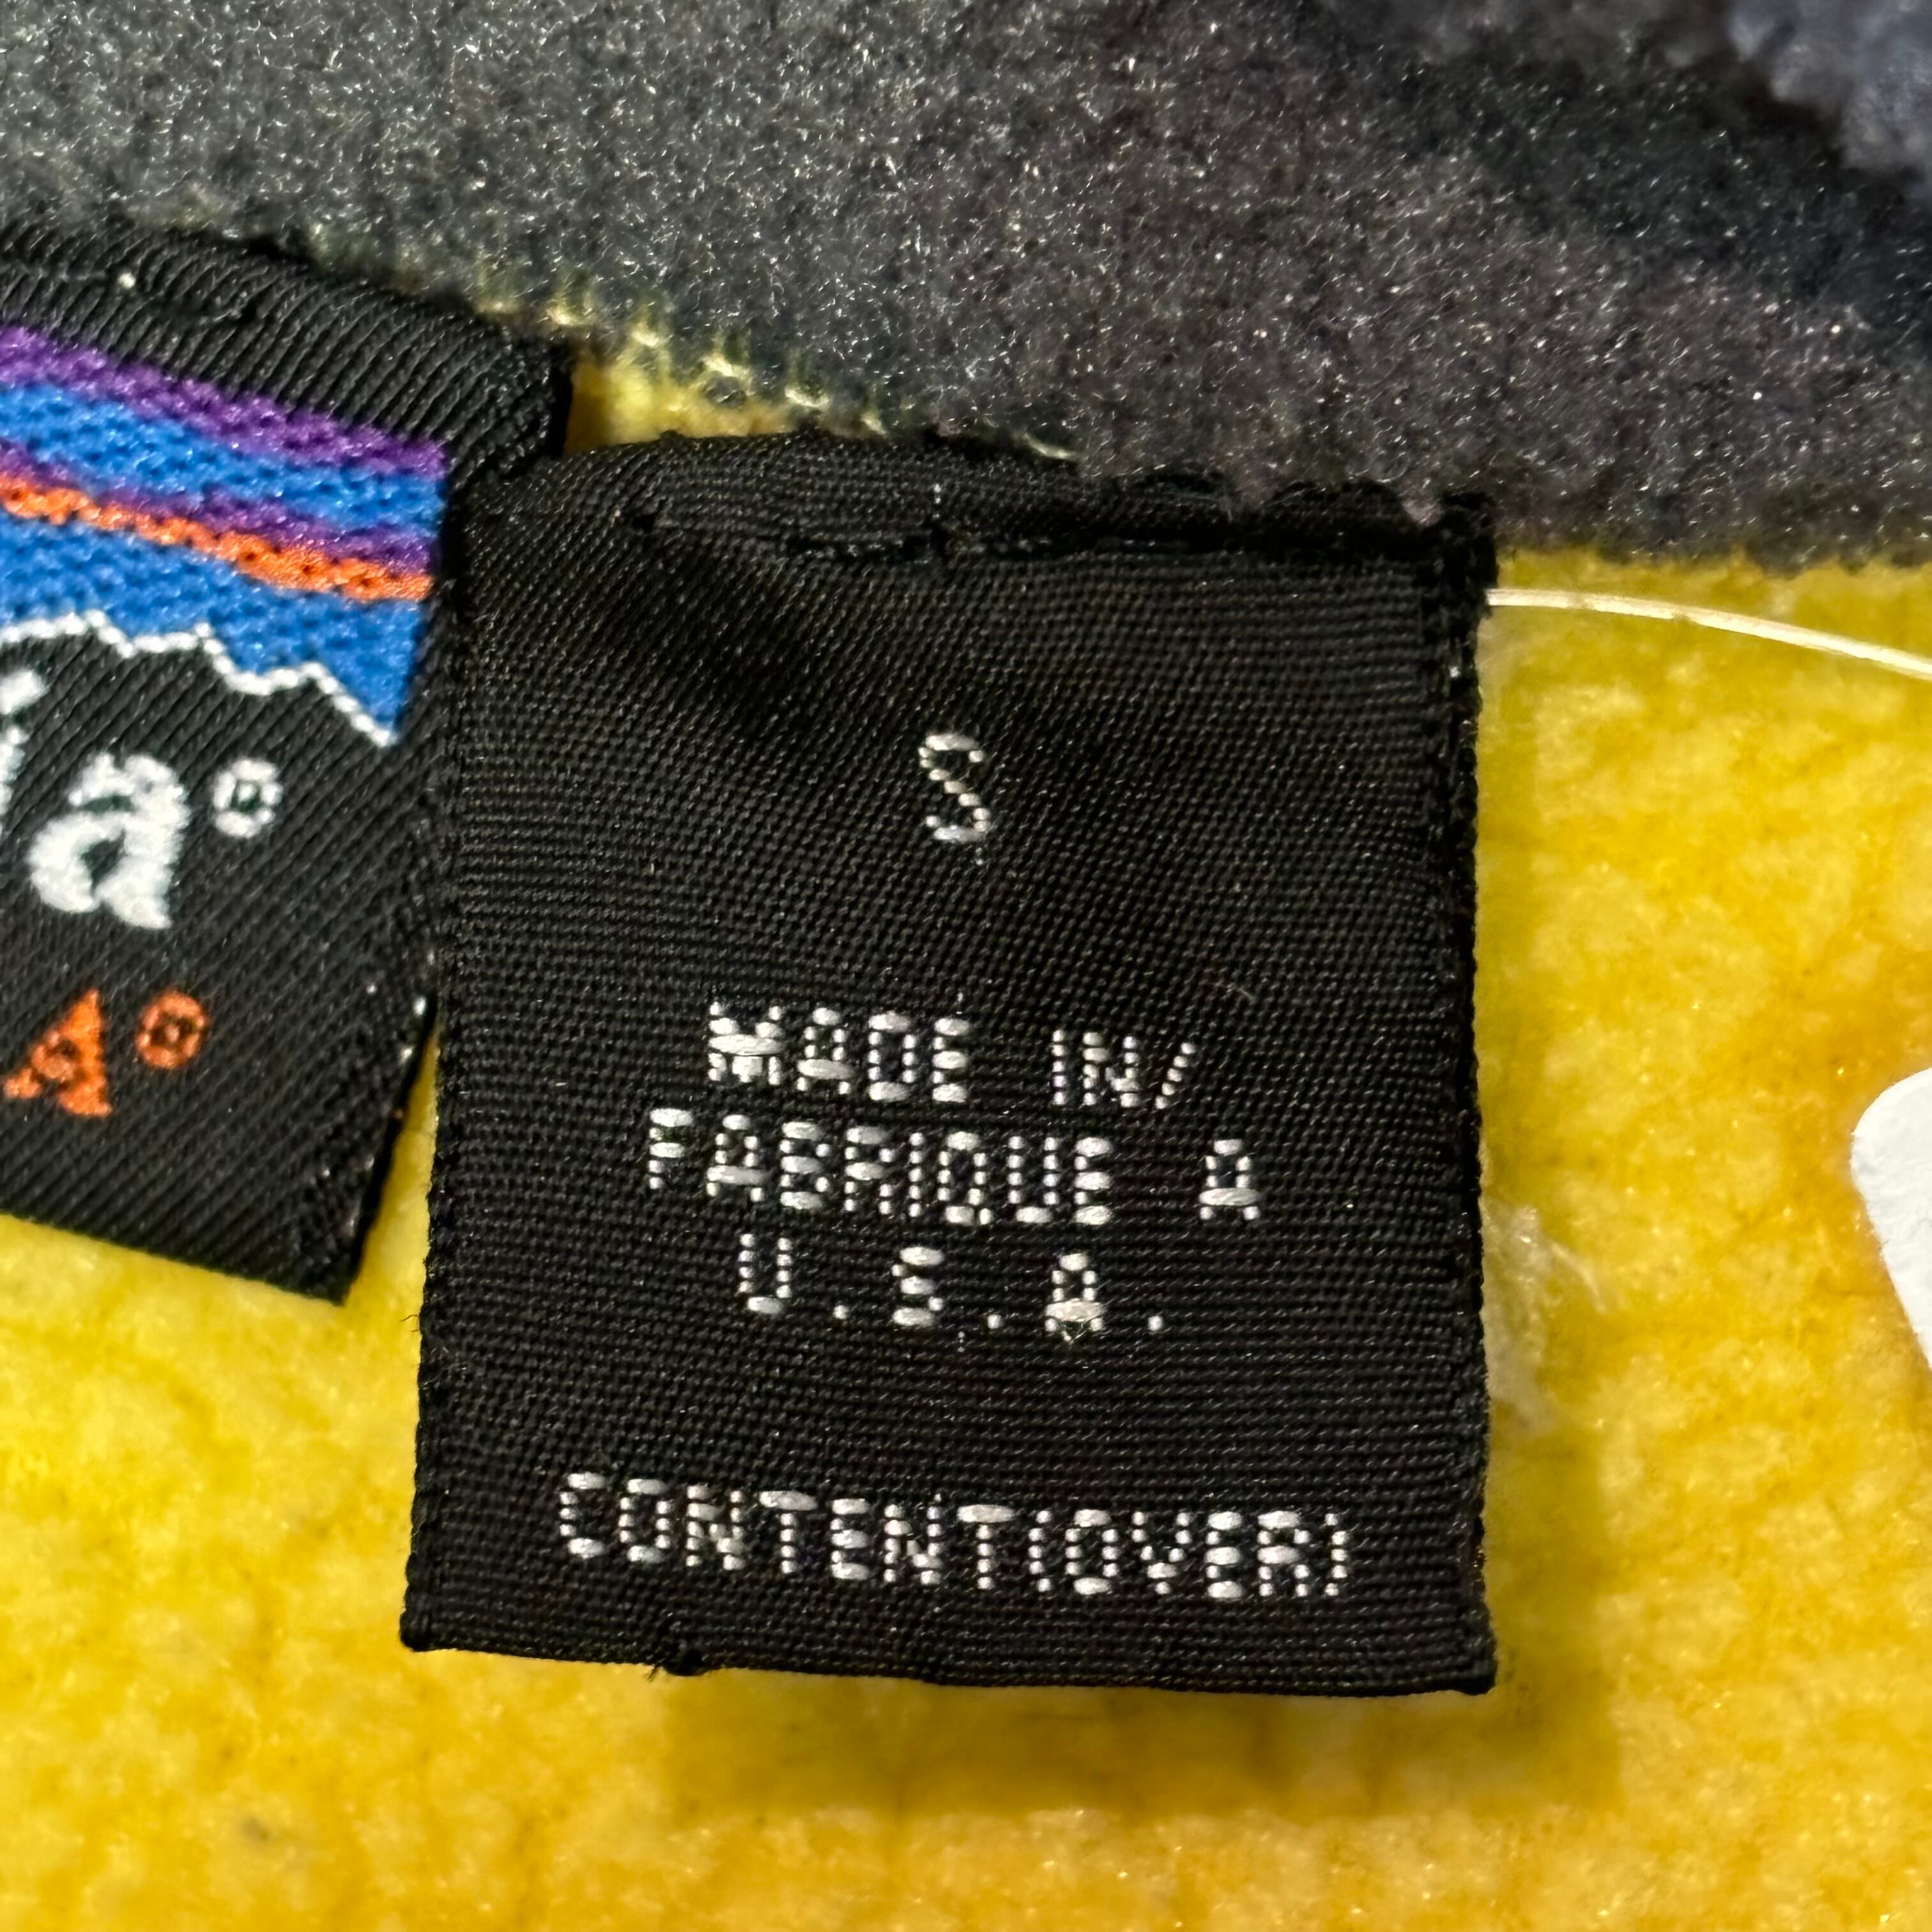 a®
A®
S
MADE IN/
FABRIQUE A
U.S.A.
CONTENT(OVER)